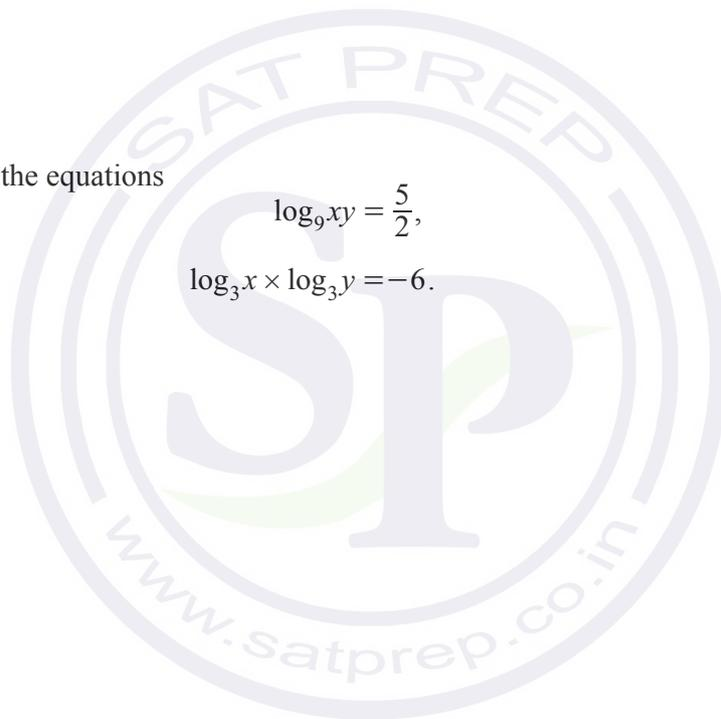 SAT PREP
the equations
log₉xy = 5/2,
log₃x × log₃y = −6.
SP
www.satprep.co.in